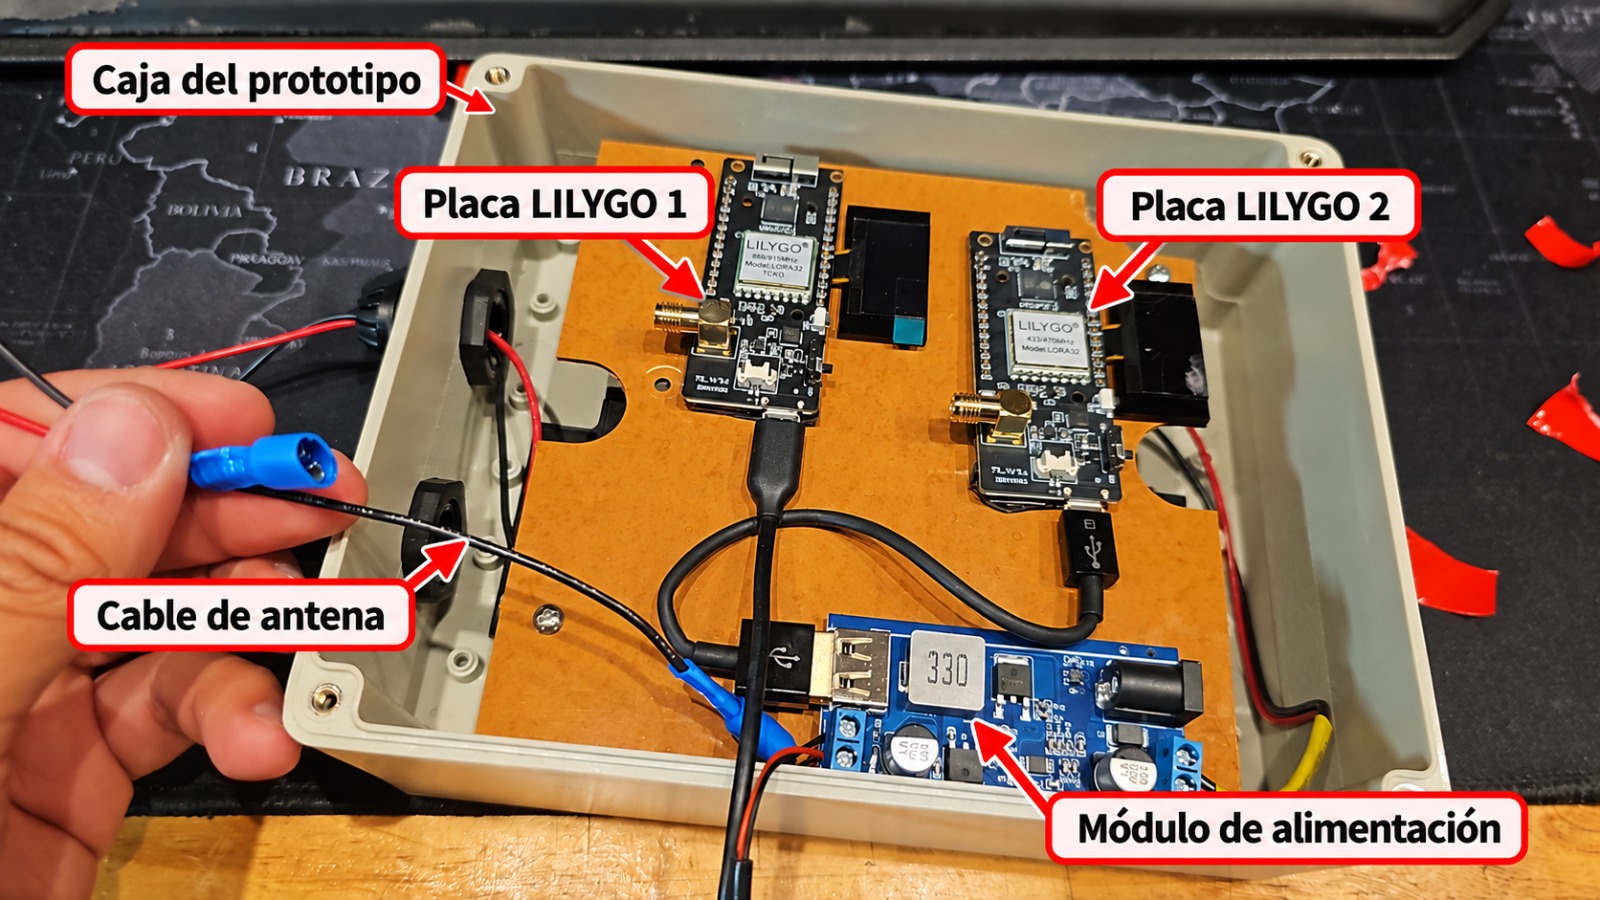 Caja del prototipo
PERU
BRAZ
BOLIVIA
Placa LILYGO 1
Placa LILYGO 2
LILYGO®
868/915MHz
Model:LORA32
TCXO
LILYGO®
433/470MHz
Model:LORA32
Cable de antena
330
Módulo de alimentación